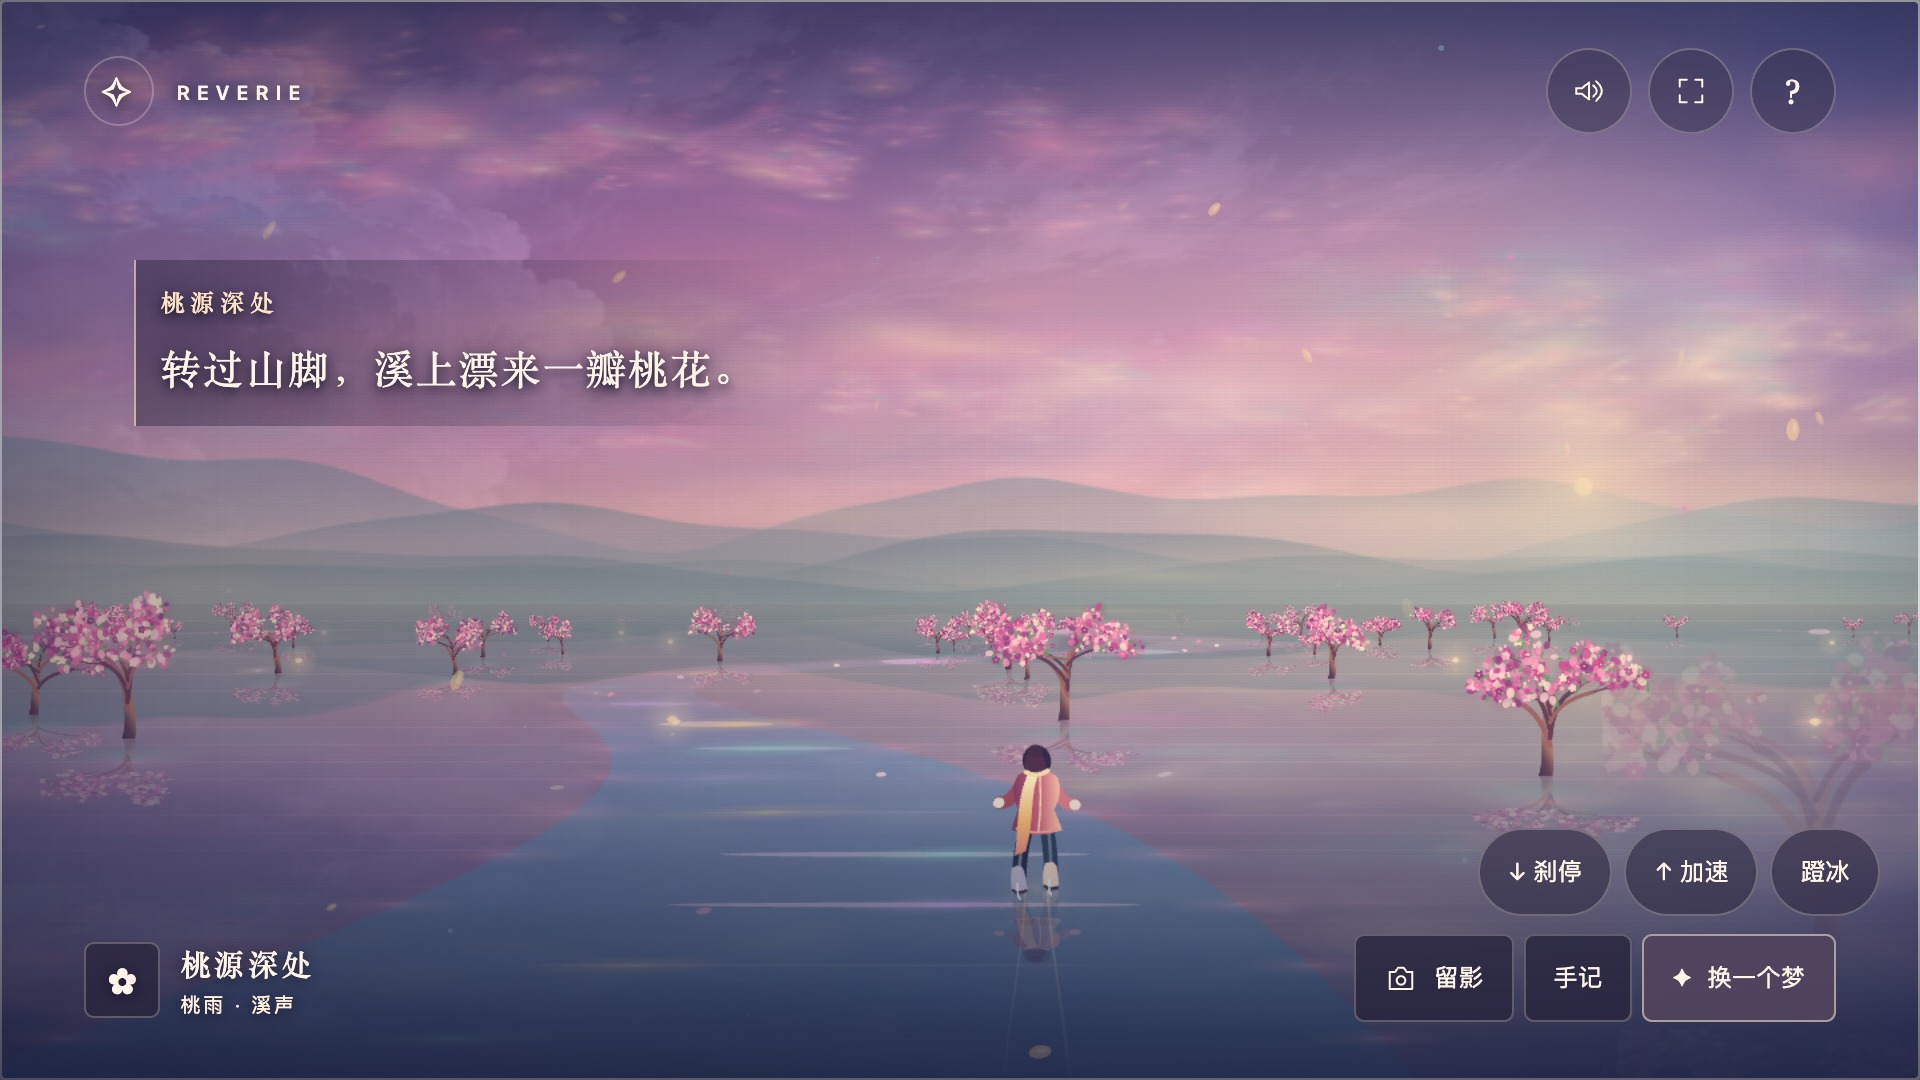 REVERIE
?
桃源深处
转过山脚，溪上漂来一瓣桃花。
↓ 刹停
↑ 加速
蹬冰
桃源深处
桃雨 · 溪声
留影
手记
换一个梦